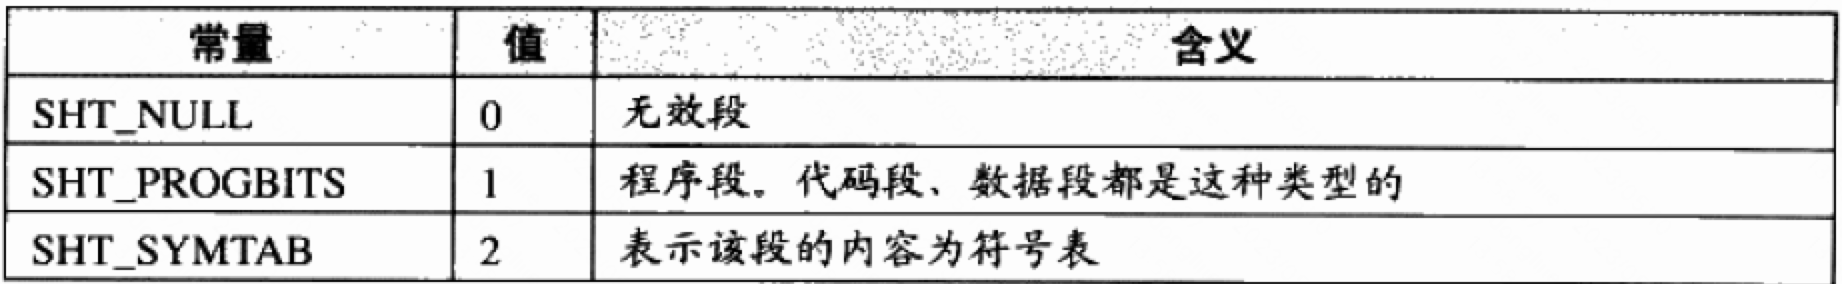 常量 值 含义
SHT_NULL 0 无效段
SHT_PROGBITS 1 程序段。代码段、数据段都是这种类型的
SHT_SYMTAB 2 表示该段的内容为符号表